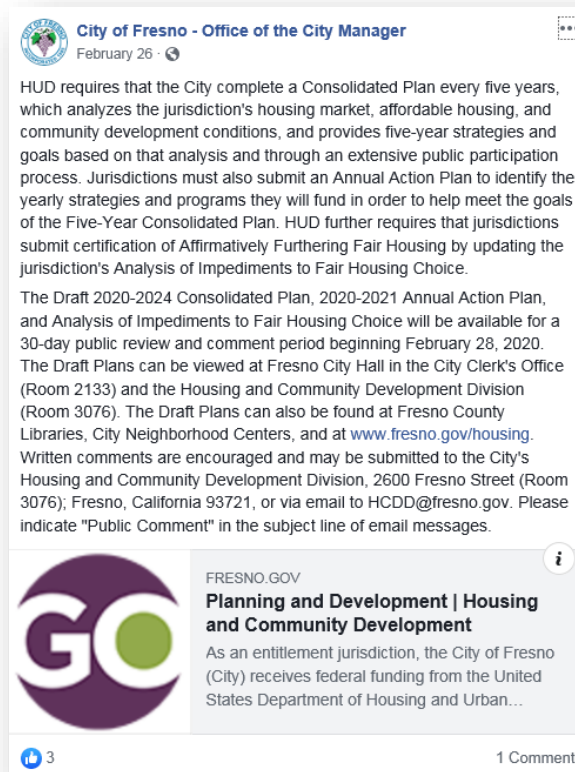 City of Fresno - Office of the City Manager
February 26 ·
HUD requires that the City complete a Consolidated Plan every five years,
which analyzes the jurisdiction's housing market, affordable housing, and
community development conditions, and provides five-year strategies and
goals based on that analysis and through an extensive public participation
process. Jurisdictions must also submit an Annual Action Plan to identify the
yearly strategies and programs they will fund in order to help meet the goals
of the Five-Year Consolidated Plan. HUD further requires that jurisdictions
submit certification of Affirmatively Furthering Fair Housing by updating the
jurisdiction's Analysis of Impediments to Fair Housing Choice.
The Draft 2020-2024 Consolidated Plan, 2020-2021 Annual Action Plan,
and Analysis of Impediments to Fair Housing Choice will be available for a
30-day public review and comment period beginning February 28, 2020.
The Draft Plans can be viewed at Fresno City Hall in the City Clerk's Office
(Room 2133) and the Housing and Community Development Division
(Room 3076). The Draft Plans can also be found at Fresno County
Libraries, City Neighborhood Centers, and at www.fresno.gov/housing.
Written comments are encouraged and may be submitted to the City's
Housing and Community Development Division, 2600 Fresno Street (Room
3076); Fresno, California 93721, or via email to HCDD@fresno.gov. Please
indicate "Public Comment" in the subject line of email messages.
GO
FRESNO.GOV
Planning and Development | Housing
and Community Development
As an entitlement jurisdiction, the City of Fresno
(City) receives federal funding from the United
States Department of Housing and Urban...
3
1 Comment